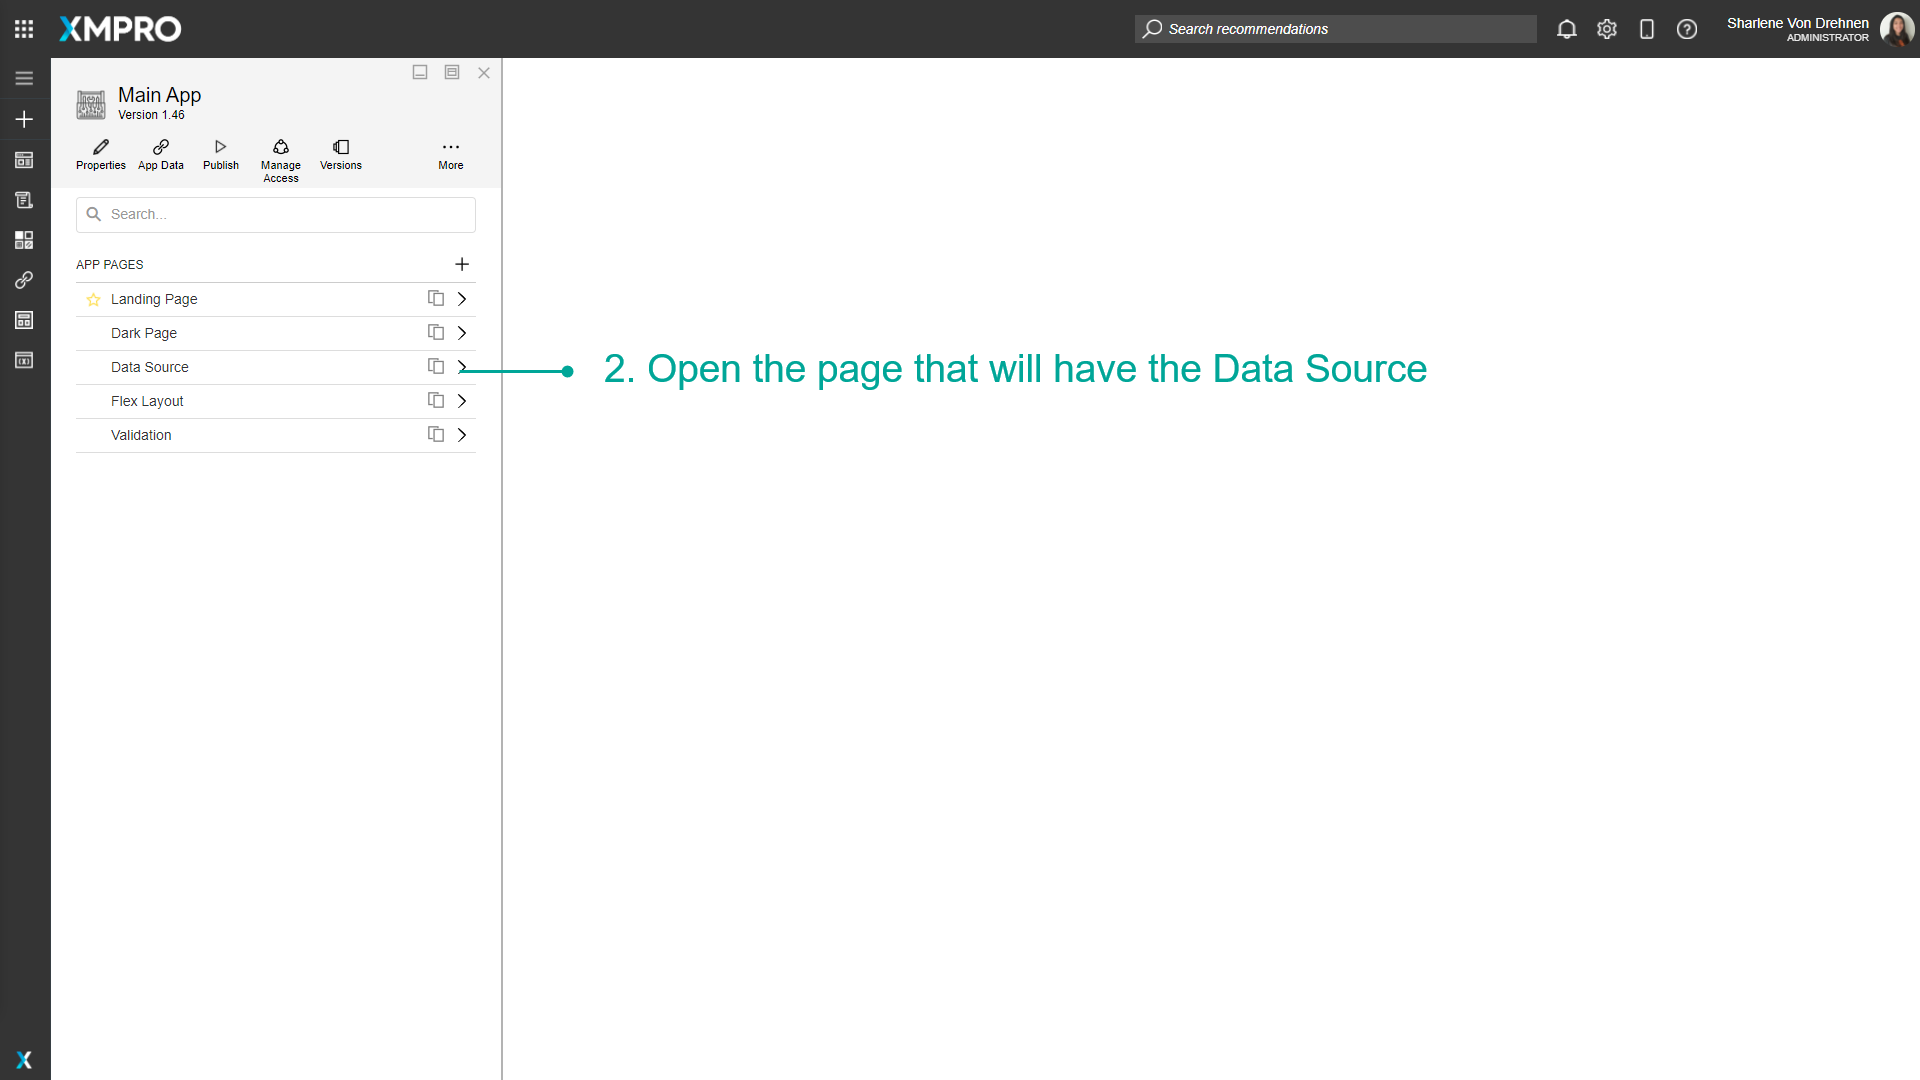 XMPRO
Search recommendations
Sharlene Von Drehnen
ADMINISTRATOR
Main App
Version 1.46
Properties
App Data
Publish
Manage
Access
Versions
More
Search...
APP PAGES
Landing Page
Dark Page
Data Source
2. Open the page that will have the Data Source
Flex Layout
Validation